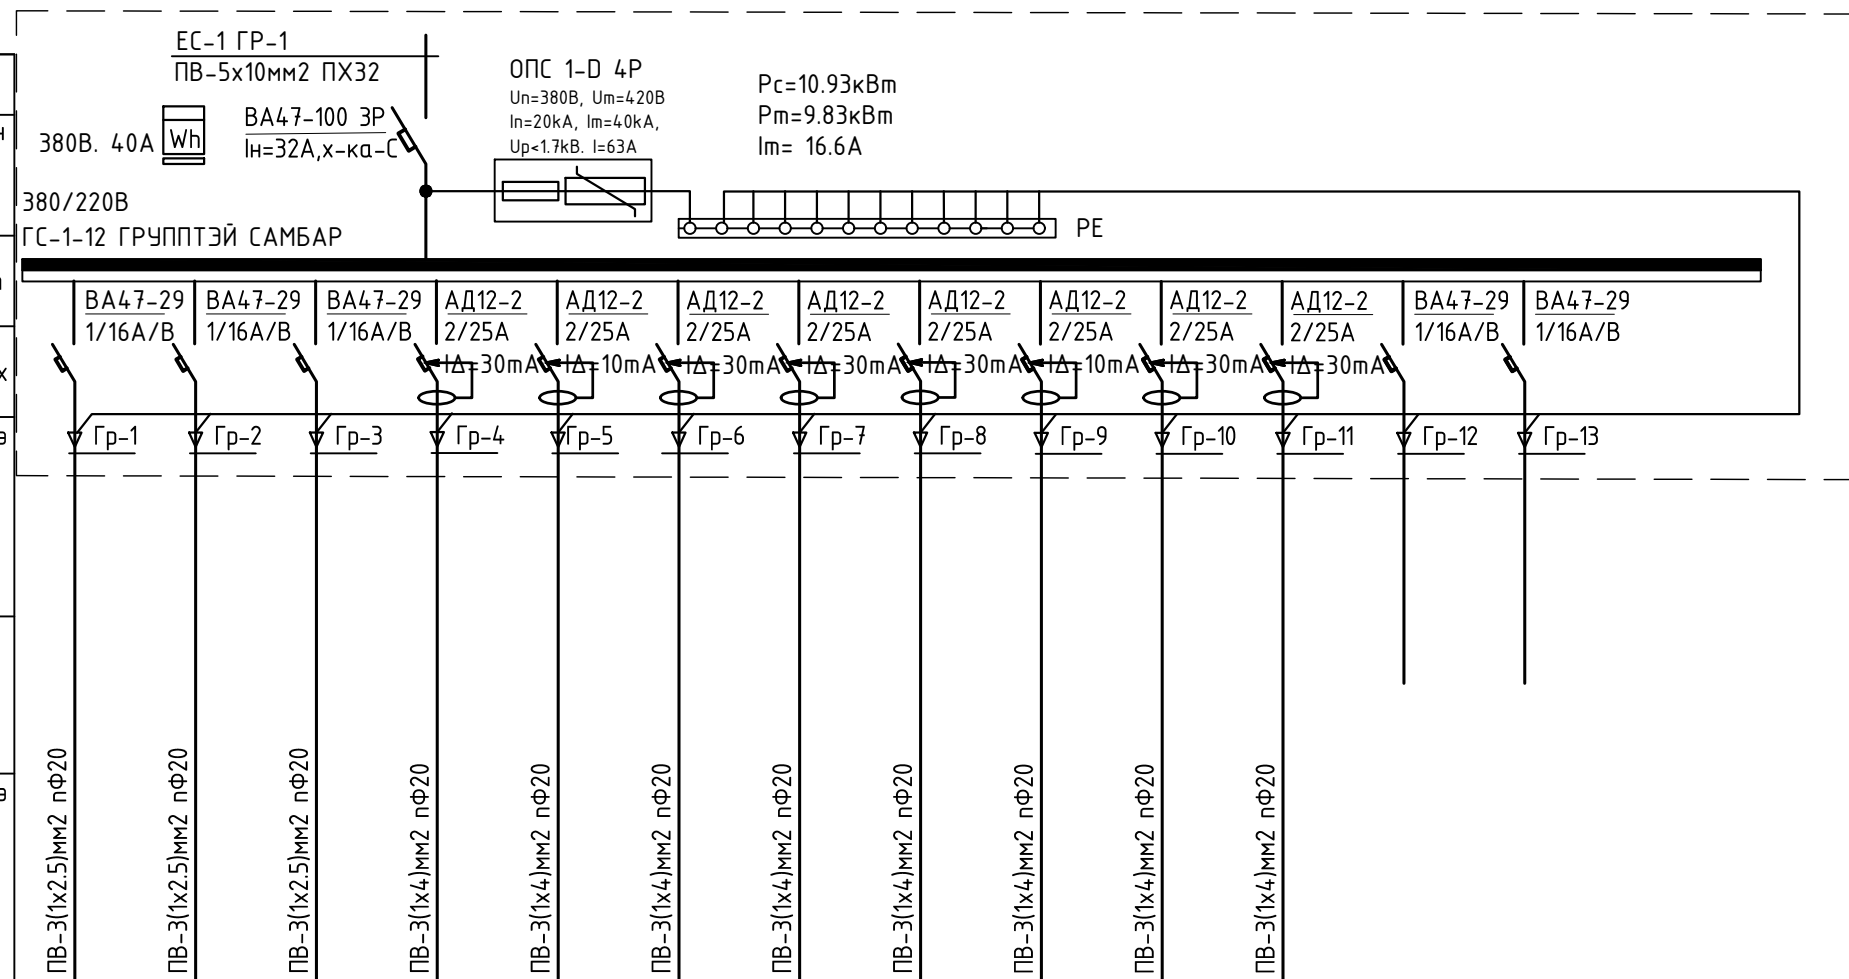 ЕС-1 ГР-1
ПВ-5х10мм2 ПХ32
380В. 40А
Wh
ВА47-100 3Р
Iн=32А,х-ка-С
ОПС 1-D 4Р
Un=380В, Um=420В
In=20kA, Im=40kA,
Up<1.7kB. I=63A
Рс=10.93кВт
Рт=9.83кВт
Iт= 16.6А
380/220В
ГС-1-12 ГРУППТЭЙ САМБАР
РЕ
ВА47-29
1/16А/В
ВА47-29
1/16А/В
ВА47-29
1/16А/В
АД12-2
2/25А
IΔ=30mA
АД12-2
2/25А
IΔ=10mA
АД12-2
2/25А
IΔ=30mA
АД12-2
2/25А
IΔ=30mA
АД12-2
2/25А
IΔ=30mA
АД12-2
2/25А
IΔ=10mA
АД12-2
2/25А
IΔ=30mA
АД12-2
2/25А
IΔ=30mA
ВА47-29
1/16А/В
ВА47-29
1/16А/В
Гр-1
Гр-2
Гр-3
Гр-4
Гр-5
Гр-6
Гр-7
Гр-8
Гр-9
Гр-10
Гр-11
Гр-12
Гр-13
ПВ-3(1х2.5)мм2 пФ20
ПВ-3(1х2.5)мм2 пФ20
ПВ-3(1х2.5)мм2 пФ20
ПВ-3(1х4)мм2 пФ20
ПВ-3(1х4)мм2 пФ20
ПВ-3(1х4)мм2 пФ20
ПВ-3(1х4)мм2 пФ20
ПВ-3(1х4)мм2 пФ20
ПВ-3(1х4)мм2 пФ20
ПВ-3(1х4)мм2 пФ20
ПВ-3(1х4)мм2 пФ20